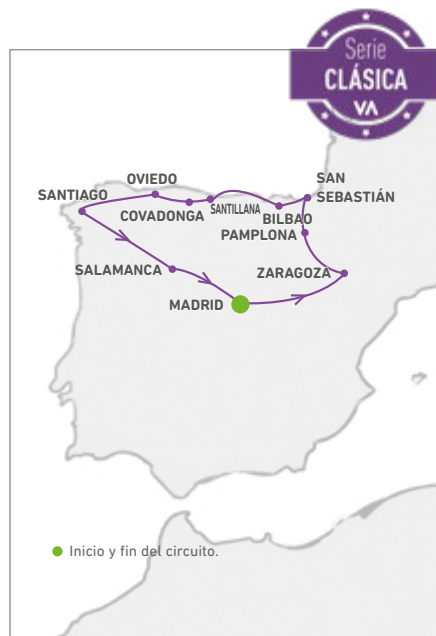 Serie
CLÁSICA
VA
SAN
SEBASTIÁN
OVIEDO
SANTIAGO
COVADONGA
SANTILLANA
BILBAO
PAMPLONA
SALAMANCA
ZARAGOZA
MADRID
Inicio y fin del circuito.